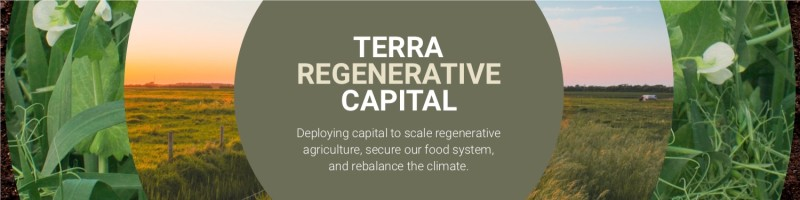 TERRA
REGENERATIVE
CAPITAL
Deploying capital to scale regenerative
agriculture, secure our food system,
and rebalance the climate.